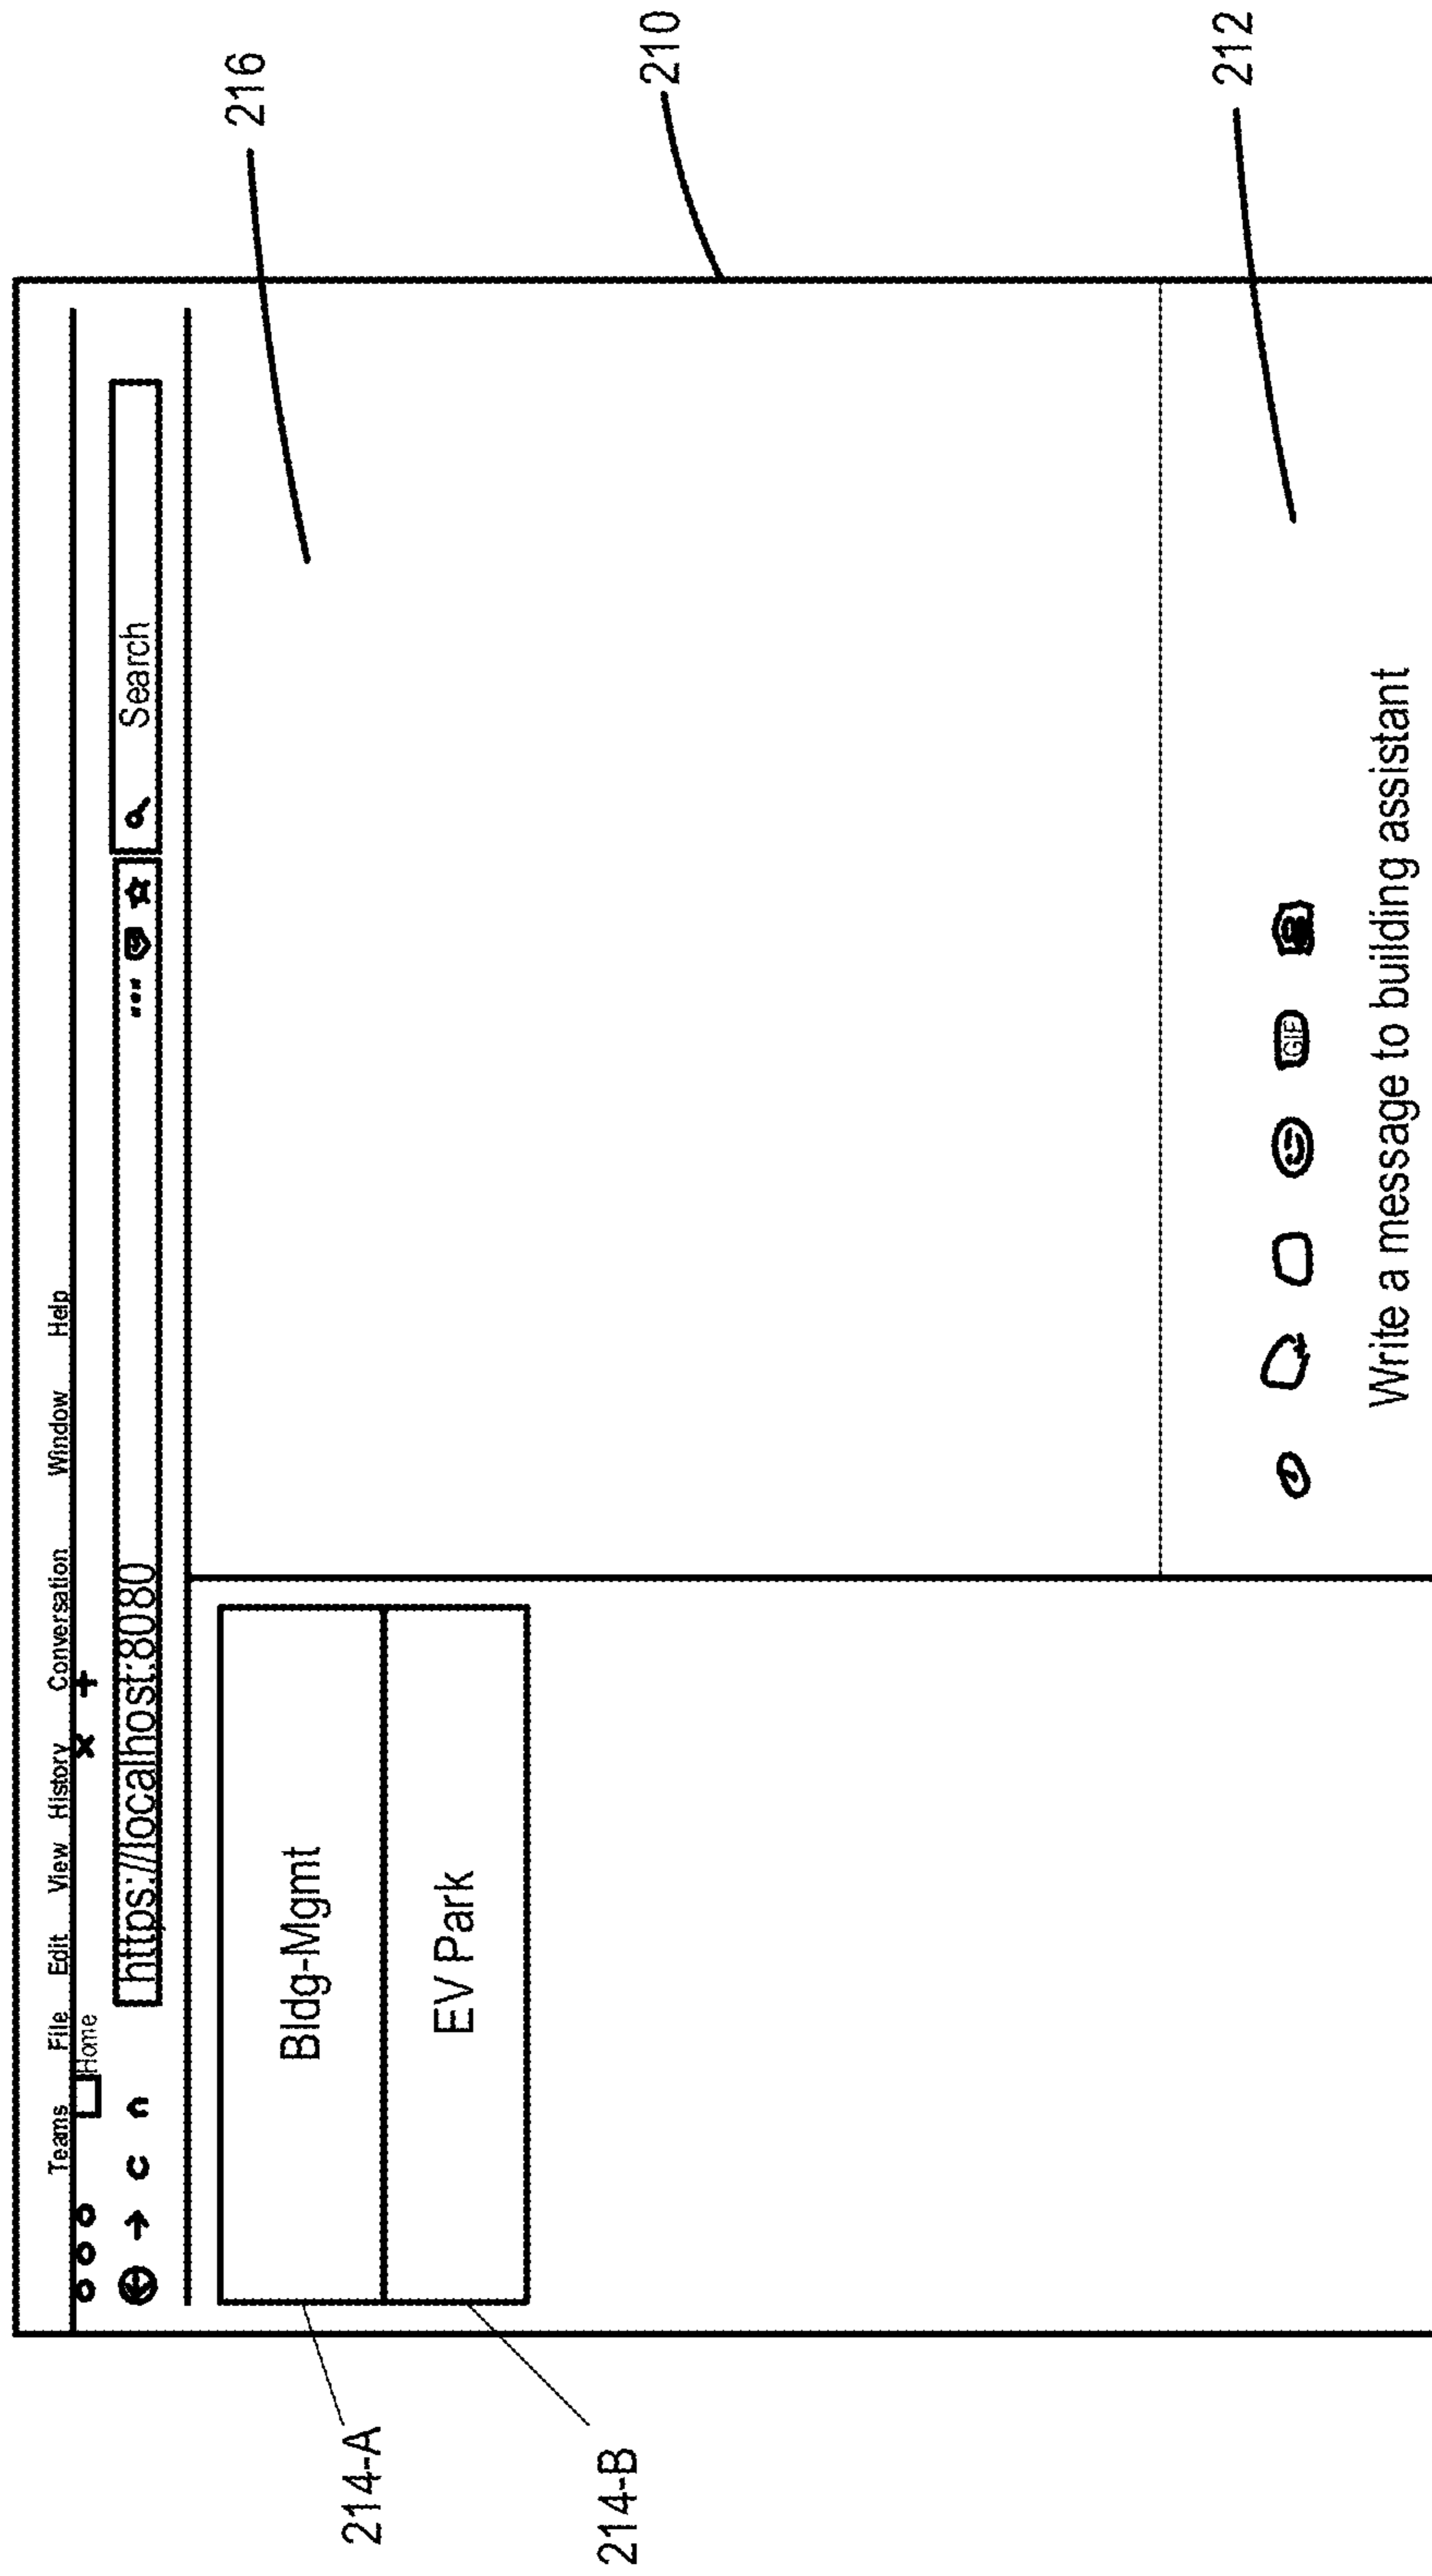 Teams File Edit View History Conversation Window Help
Home x +
https://localhost:8080 ... Search
216
210
214-A
Bldg-Mgmt
214-B
EV Park
GIF
212
Write a message to building assistant